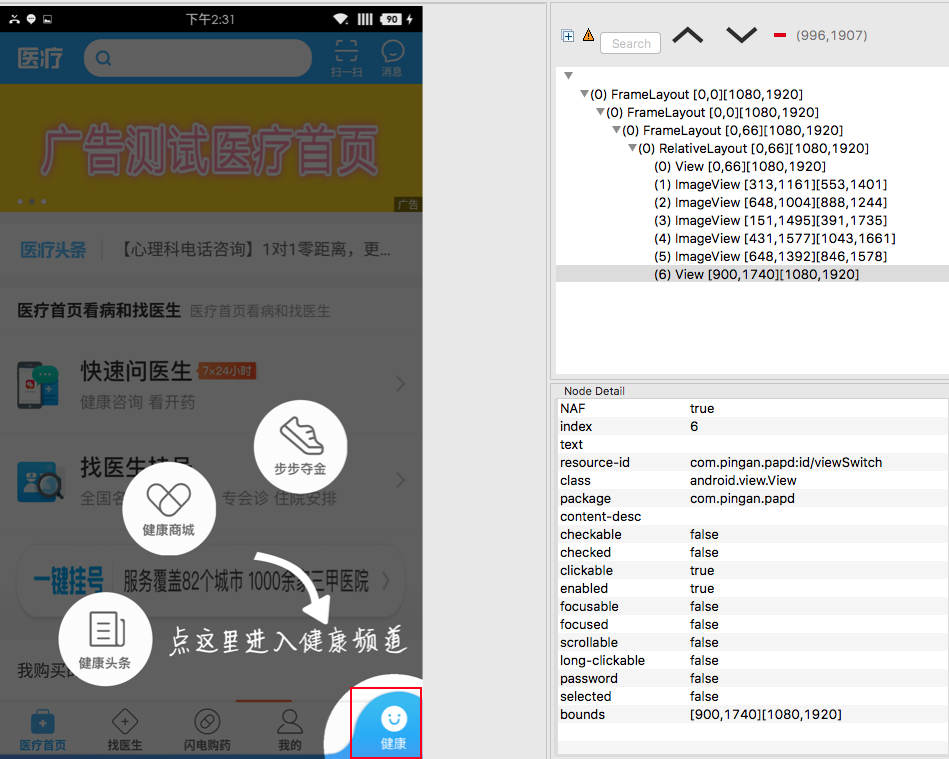 下午2:31
90
医疗
扫一扫
消息
广告测试医疗首页
广告
医疗头条
【心理科电话咨询】1对1零距离，更...
医疗首页看病和找医生
医疗首页看病和找医生
快速问医生
7×24小时
健康咨询 看开药
步步夺金
找医生挂号
全国名
专会诊 住院安排
健康商城
一键挂号
服务覆盖82个城市 1000余家三甲医院
点这里进入健康频道
健康头条
我购买
医疗首页
找医生
闪电购药
我的
健康
Search
(996,1907)
(0) FrameLayout [0,0][1080,1920]
(0) FrameLayout [0,0][1080,1920]
(0) FrameLayout [0,66][1080,1920]
(0) RelativeLayout [0,66][1080,1920]
(0) View [0,66][1080,1920]
(1) ImageView [313,1161][553,1401]
(2) ImageView [648,1004][888,1244]
(3) ImageView [151,1495][391,1735]
(4) ImageView [431,1577][1043,1661]
(5) ImageView [648,1392][846,1578]
(6) View [900,1740][1080,1920]
Node Detail
NAF true
index 6
text
resource-id com.pingan.papd:id/viewSwitch
class android.view.View
package com.pingan.papd
content-desc
checkable false
checked false
clickable true
enabled true
focusable false
focused false
scrollable false
long-clickable false
password false
selected false
bounds [900,1740][1080,1920]